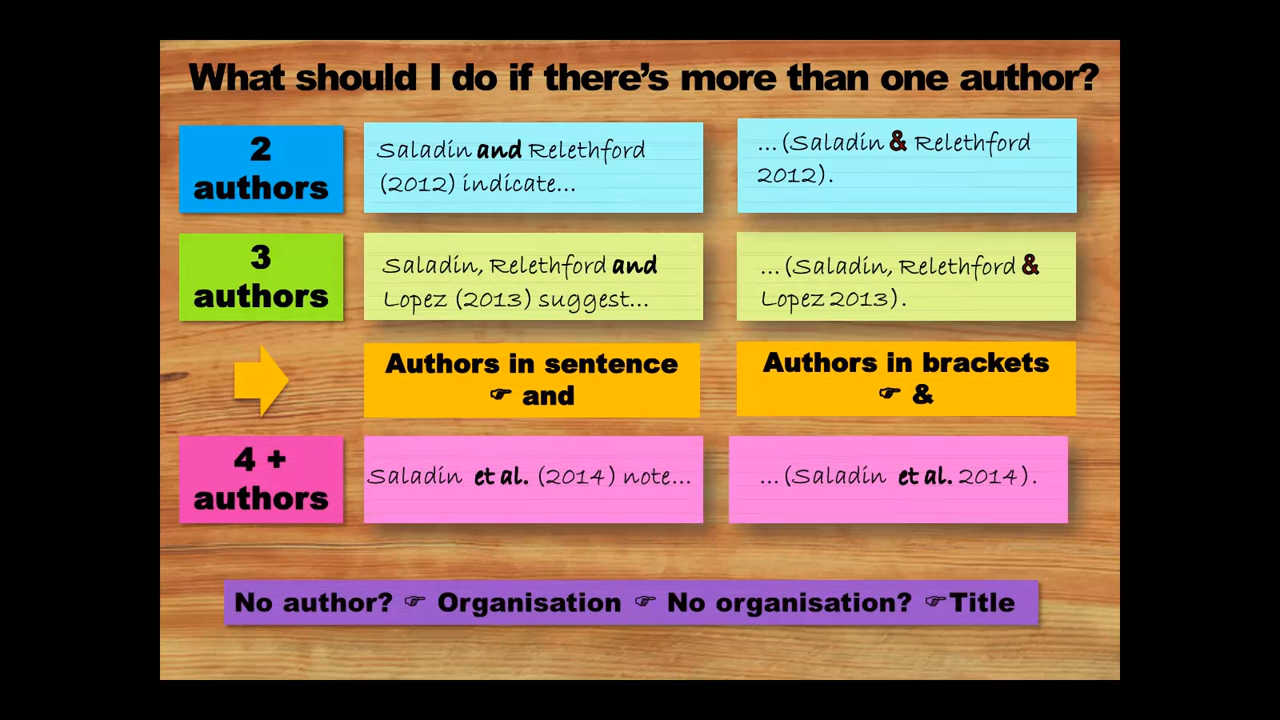 What should I do if there’s more than one author?
2
authors
Saladin and Relethford
(2012) indicate...
...(Saladin & Relethford
2012).
3
authors
Saladin, Relethford and
Lopez (2013) suggest...
...(Saladin, Relethford &
Lopez 2013).
Authors in sentence
☞ and
Authors in brackets
☞ &
4 +
authors
Saladin et al. (2014) note...
...(Saladin et al. 2014).
No author? ☞ Organisation ☞ No organisation? ☞Title